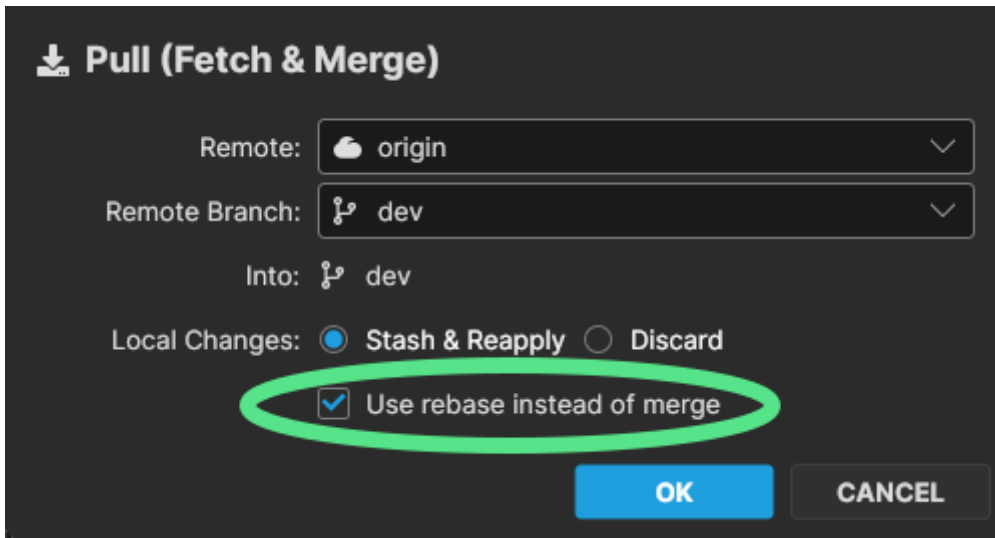 Pull (Fetch & Merge)
Remote: origin
Remote Branch: dev
Into: dev
Local Changes: Stash & Reapply Discard
Use rebase instead of merge
OK CANCEL